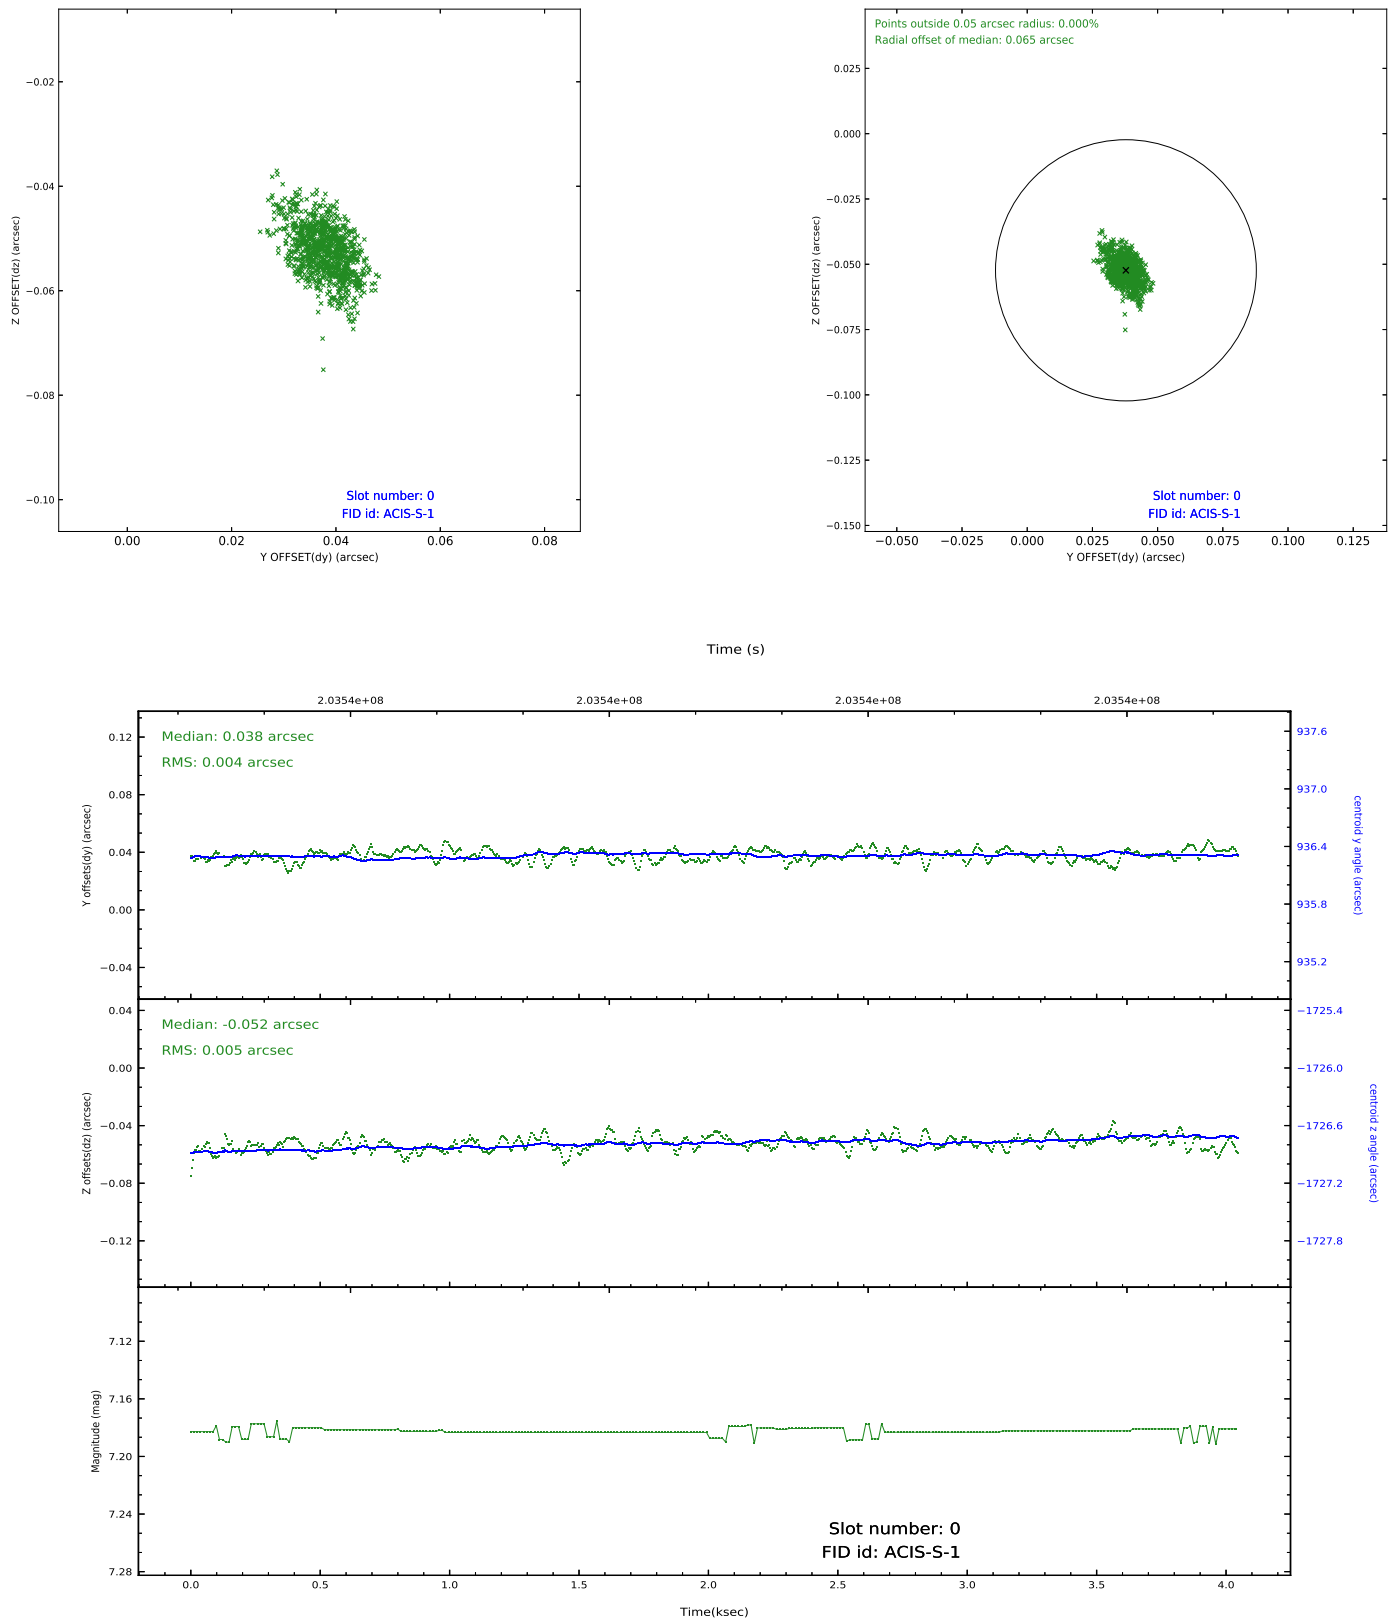 −0.02
−0.04
−0.06
−0.08
−0.10
Z OFFSET(dz) (arcsec)
Slot number: 0
FID id: ACIS-S-1
0.00 0.02 0.04 0.06 0.08
Y OFFSET(dy) (arcsec)
Points outside 0.05 arcsec radius: 0.000%
Radial offset of median: 0.065 arcsec
0.025
0.000
−0.025
−0.050
−0.075
−0.100
−0.125
−0.150
Z OFFSET(dz) (arcsec)
Slot number: 0
FID id: ACIS-S-1
−0.050 −0.025 0.000 0.025 0.050 0.075 0.100 0.125
Y OFFSET(dy) (arcsec)
Time (s)
2.0354e+08 2.0354e+08 2.0354e+08 2.0354e+08
Median: 0.038 arcsec
RMS: 0.004 arcsec
0.12
0.08
0.04
0.00
−0.04
Y offsets(dy) (arcsec)
937.6
937.0
936.4
935.8
935.2
centroid y angle (arcsec)
Median: -0.052 arcsec
RMS: 0.005 arcsec
0.04
0.00
−0.04
−0.08
−0.12
Z offsets(dz) (arcsec)
−1725.4
−1726.0
−1726.6
−1727.2
−1727.8
centroid z angle (arcsec)
7.12
7.16
7.20
7.24
7.28
Magnitude (mag)
Slot number: 0
FID id: ACIS-S-1
0.0 0.5 1.0 1.5 2.0 2.5 3.0 3.5 4.0
Time(ksec)